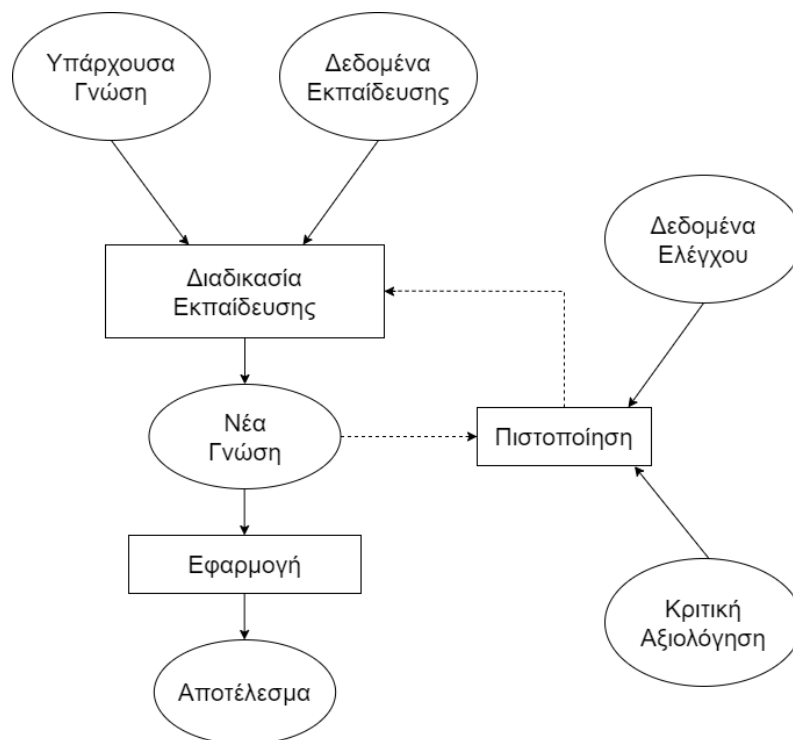 Υπάρχουσα
Γνώση
Δεδομένα
Εκπαίδευσης
Δεδομένα
Ελέγχου
Διαδικασία
Εκπαίδευσης
Νέα
Γνώση
Πιστοποίηση
Εφαρμογή
Κριτική
Αξιολόγηση
Αποτέλεσμα